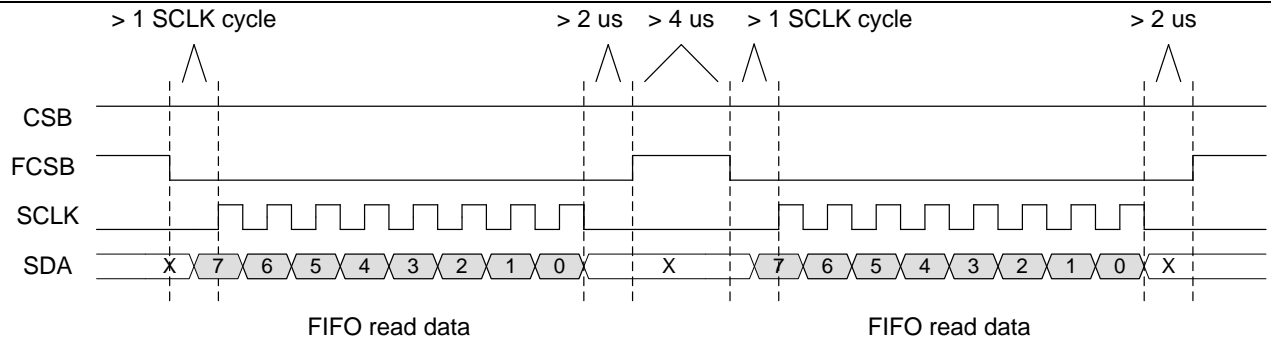 > 1 SCLK cycle > 2 us > 4 us > 1 SCLK cycle > 2 us
CSB
FCSB
SCLK
SDA X 7 6 5 4 3 2 1 0 X 7 6 5 4 3 2 1 0 X
FIFO read data FIFO read data